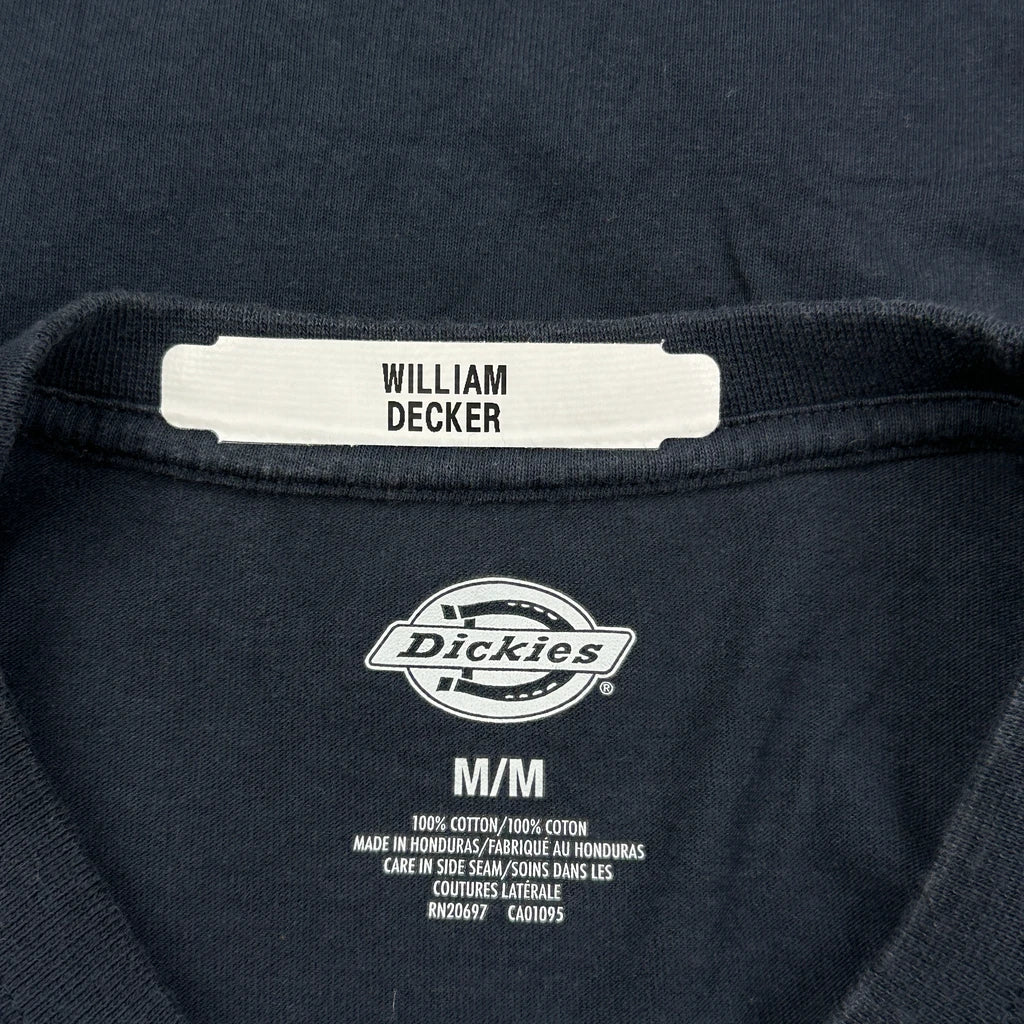 WILLIAM
DECKER
Dickies
®
M/M
100% COTTON/100% COTON
MADE IN HONDURAS/FABRIQUÉ AU HONDURAS
CARE IN SIDE SEAM/SOINS DANS LES
COUTURES LATÉRALE
RN20697 CA01095